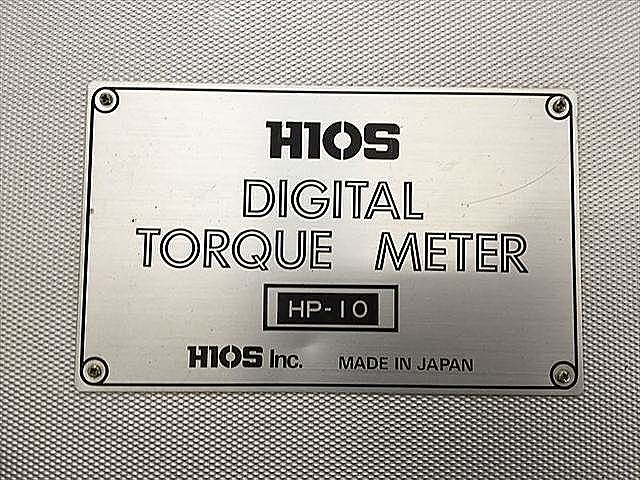 HIOS
DIGITAL
TORQUE METER
HP-10
HIOS Inc. MADE IN JAPAN